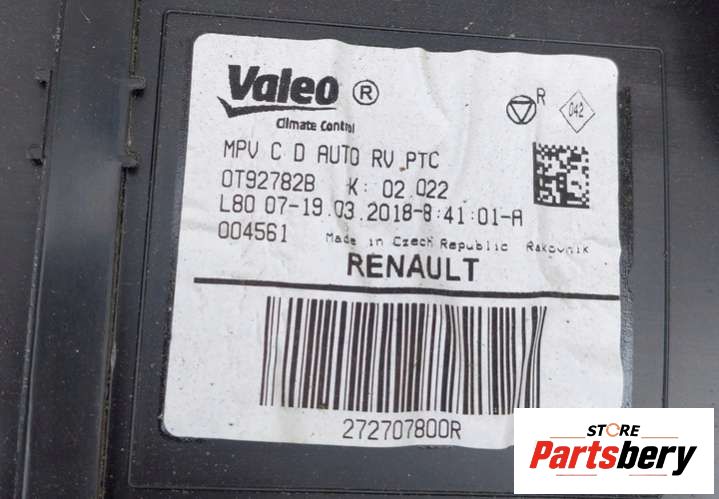 Valeo ®
Climate Control
R
042
MPV C D AUTO RV PTC
0T92782B K: 02 022
L80 07-19.03.2018-8:41:01-A
004561 Made in Czech Republic Rakovnik
RENAULT
272707800R
STORE
Partsbery